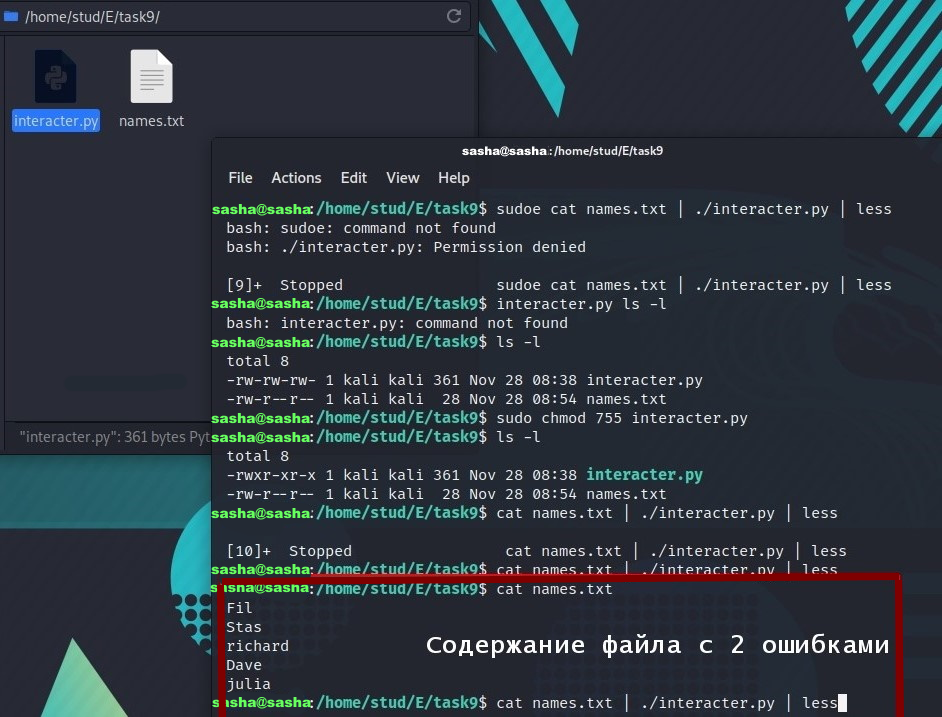 /home/stud/E/task9/
interacter.py names.txt
sasha@sasha:/home/stud/E/task9
File Actions Edit View Help
sasha@sasha:/home/stud/E/task9$ sudoe cat names.txt | ./interacter.py | less
bash: sudoe: command not found
bash: ./interacter.py: Permission denied
[9]+  Stopped                 sudoe cat names.txt | ./interacter.py | less
sasha@sasha:/home/stud/E/task9$ interacter.py ls -l
bash: interacter.py: command not found
sasha@sasha:/home/stud/E/task9$ ls -l
total 8
-rw-rw-rw- 1 kali kali 361 Nov 28 08:38 interacter.py
-rw-r--r-- 1 kali kali  28 Nov 28 08:54 names.txt
sasha@sasha:/home/stud/E/task9$ sudo chmod 755 interacter.py
sasha@sasha:/home/stud/E/task9$ ls -l
total 8
-rwxr-xr-x 1 kali kali 361 Nov 28 08:38 interacter.py
-rw-r--r-- 1 kali kali  28 Nov 28 08:54 names.txt
sasha@sasha:/home/stud/E/task9$ cat names.txt | ./interacter.py | less
[10]+  Stopped                 cat names.txt | ./interacter.py | less
sasha@sasha:/home/stud/E/task9$ cat names.txt | ./interacter.py | less
sasha@sasha:/home/stud/E/task9$ cat names.txt
Fil
Stas
richard
Dave
julia
Содержание файла с 2 ошибками
sasha@sasha:/home/stud/E/task9$ cat names.txt | ./interacter.py | less
"interacter.py": 361 bytes Pyt